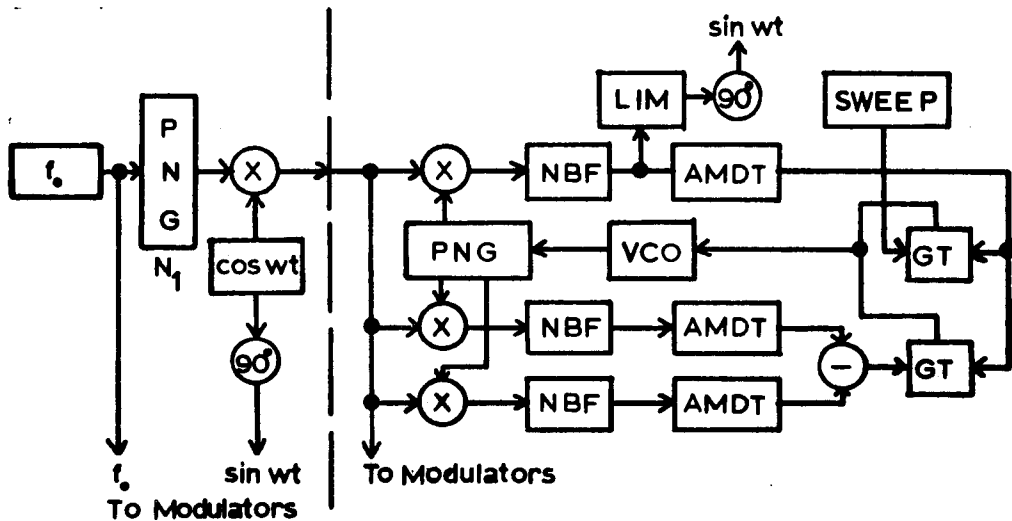 sin wt
LIM
90°
SWEEP
f₀
P
N
G
N₁
X
X
NBF
AMDT
cos wt
PNG
VCO
GT
90°
X
NBF
AMDT
−
GT
X
NBF
AMDT
f₀
sin wt
To Modulators
To Modulators